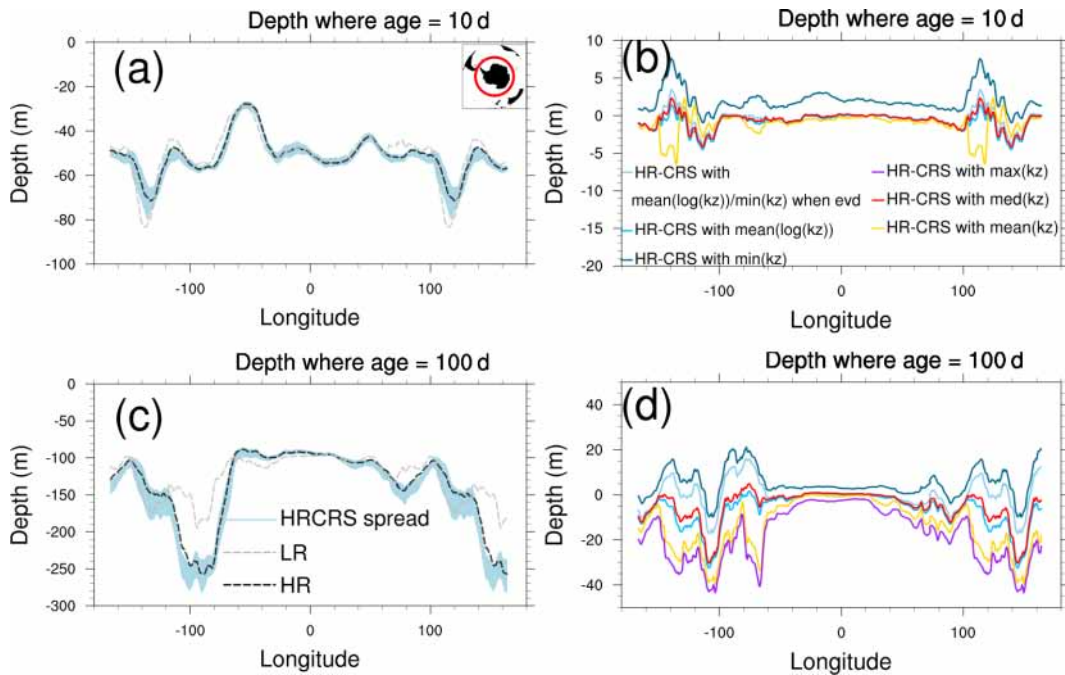 Depth where age = 10 d
(a)
0
-20
-40
-60
-80
-100
Depth (m)
-100 0 100
Longitude
Depth where age = 10 d
(b)
10
5
0
-5
-10
-15
-20
Depth (m)
HR-CRS with
mean(log(kz))/min(kz) when evd
HR-CRS with mean(log(kz))
HR-CRS with min(kz)
HR-CRS with max(kz)
HR-CRS with med(kz)
HR-CRS with mean(kz)
-100 0 100
Longitude
Depth where age = 100 d
(c)
0
-50
-100
-150
-200
-250
-300
Depth (m)
HRCRS spread
LR
HR
-100 0 100
Longitude
Depth where age = 100 d
(d)
40
20
0
-20
-40
Depth (m)
-100 0 100
Longitude